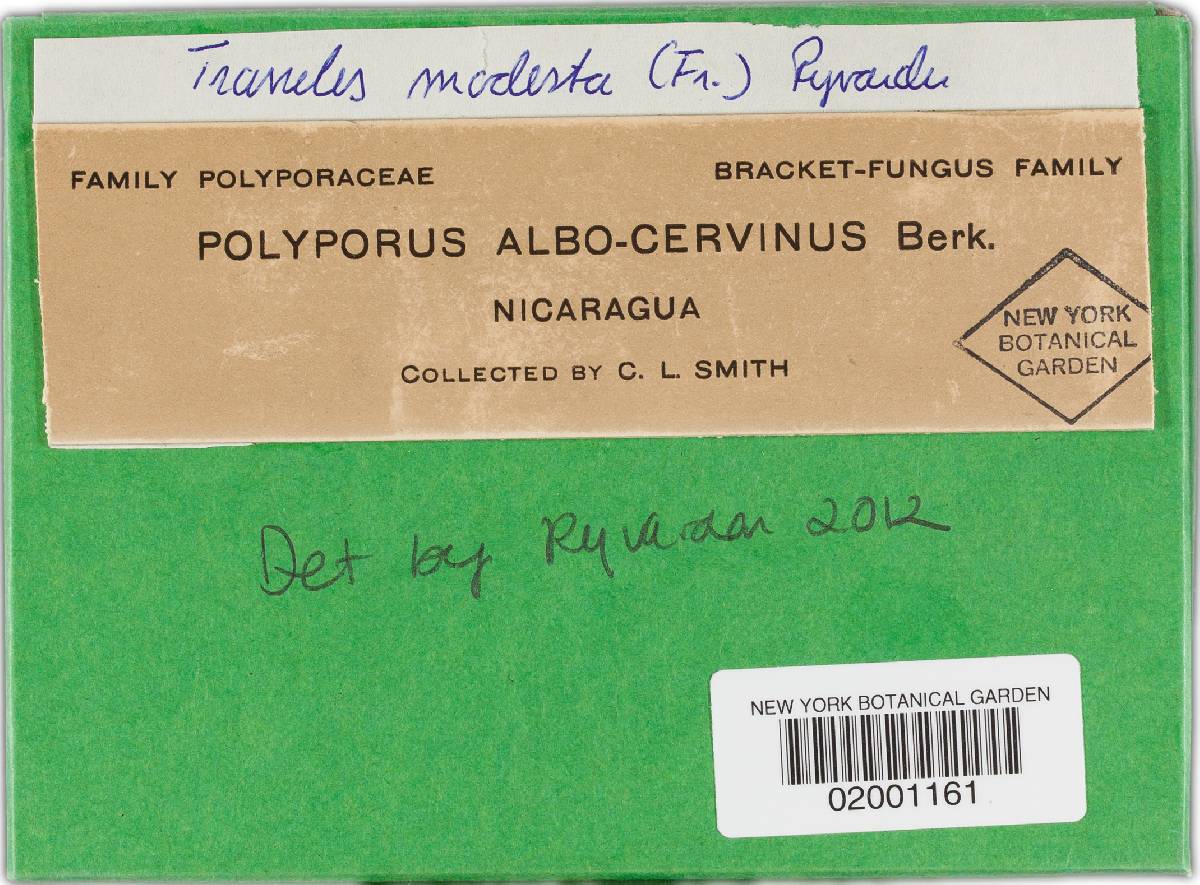 Trametes modesta (Fr.) Ryvarden
FAMILY POLYPORACEAE
BRACKET-FUNGUS FAMILY
POLYPORUS ALBO-CERVINUS Berk.
NICARAGUA
COLLECTED BY C. L. SMITH
NEW YORK
BOTANICAL
GARDEN
Det by Ryvarden 2012
NEW YORK BOTANICAL GARDEN
02001161